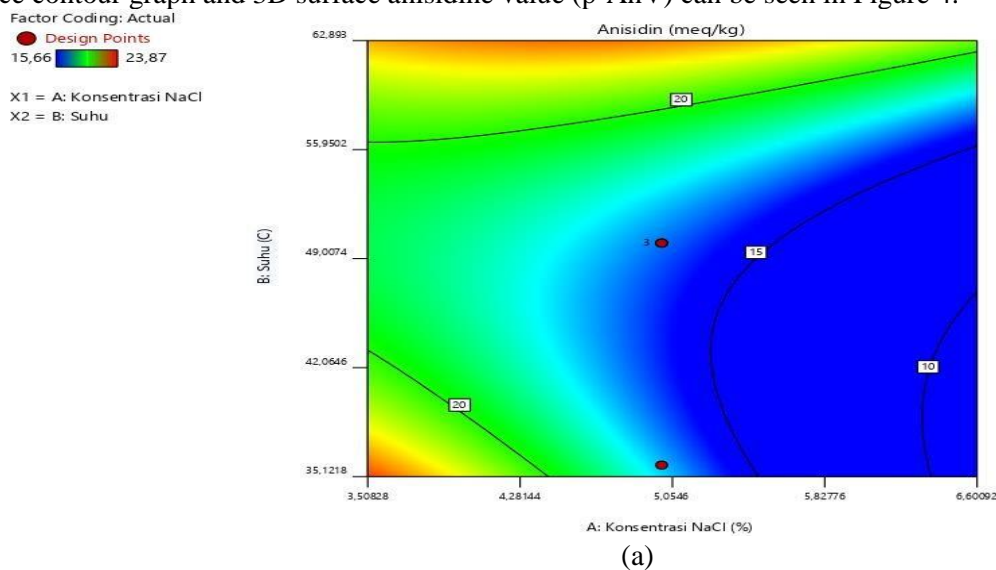 ce contour graph and 3D surface anisidine value (p-AnV) can be seen in Figure 4.
Factor Coding: Actual
Design Points
15,66 23,87
X1 = A: Konsentrasi NaCl
X2 = B: Suhu
Anisidin (meq/kg)
62,893
55,9502
49,0074
42,0646
35,1218
B: Suhu (C)
20
3
15
10
20
3,50828 4,28144 5,0546 5,82776 6,60092
A: Konsentrasi NaCl (%)
(a)